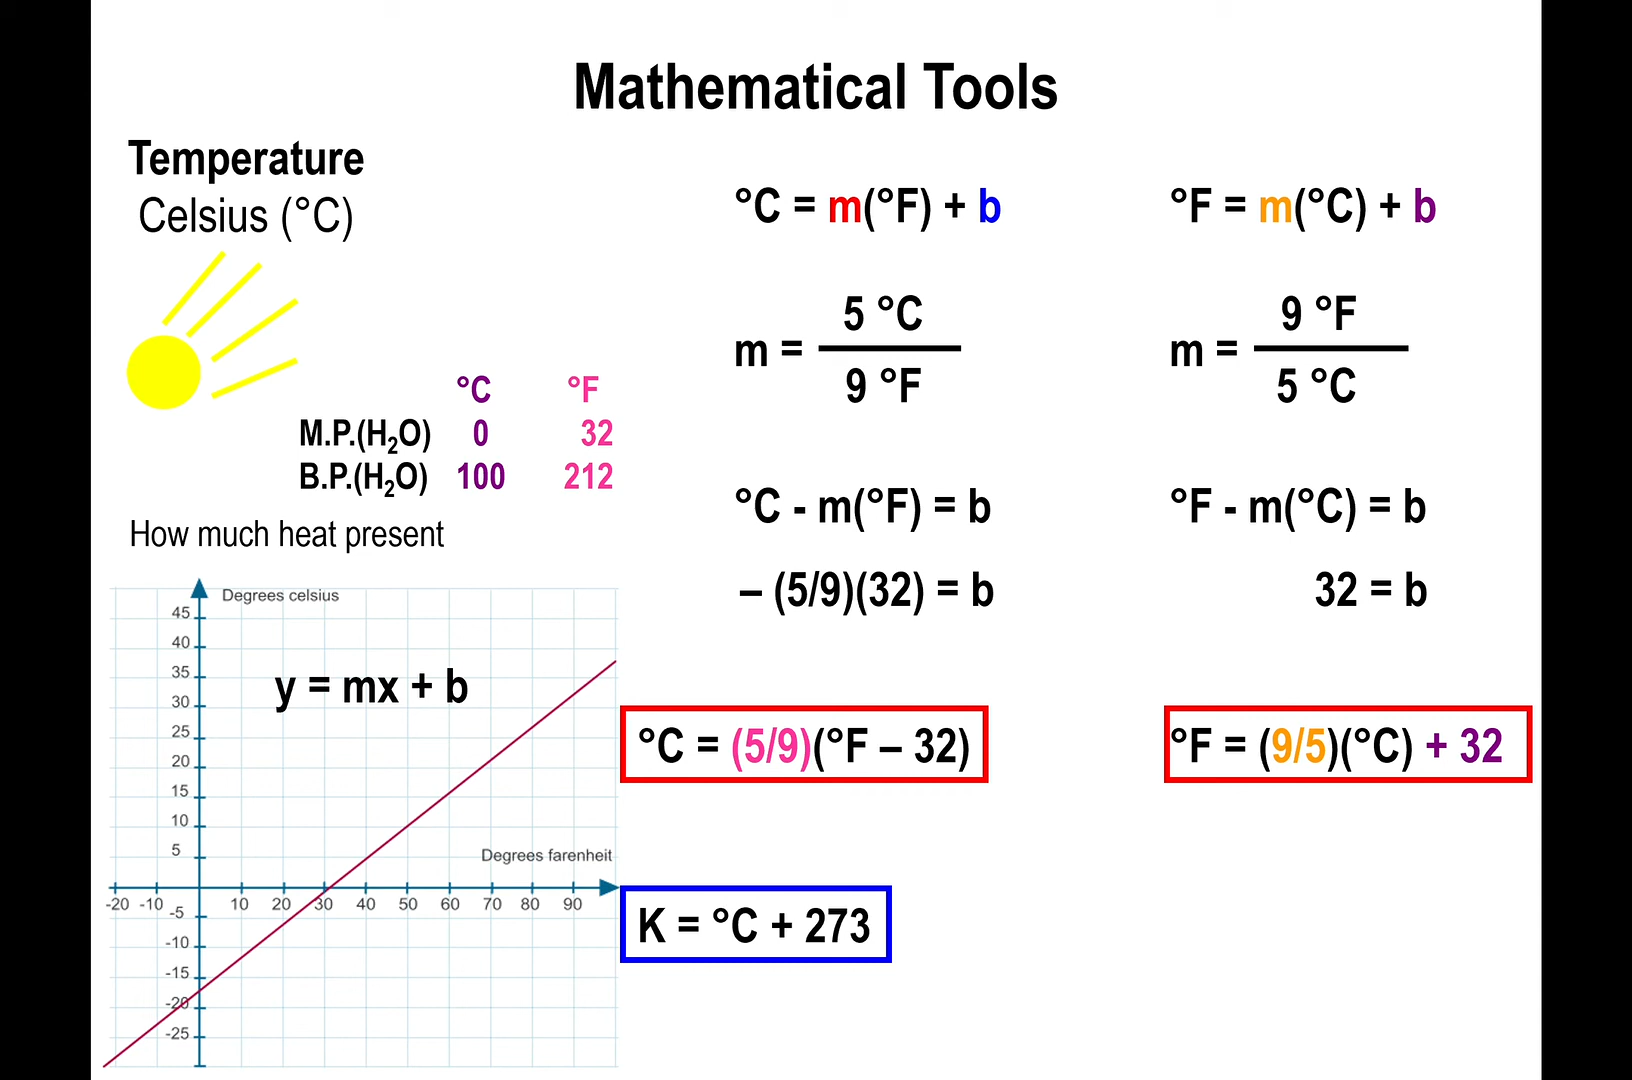 Mathematical Tools
Temperature
Celsius (°C)
°C °F
M.P.(H₂O) 0 32
B.P.(H₂O) 100 212
How much heat present
Degrees celsius
45
40
35
30
25
20
15
10
5
y = mx + b
Degrees farenheit
-20 -10 10 20 30 40 50 60 70 80 90
-5
-10
-15
-20
-25
°C = m(°F) + b
m = 5 °C
9 °F
°C - m(°F) = b
– (5/9)(32) = b
°C = (5/9)(°F – 32)
K = °C + 273
°F = m(°C) + b
m = 9 °F
5 °C
°F - m(°C) = b
32 = b
°F = (9/5)(°C) + 32